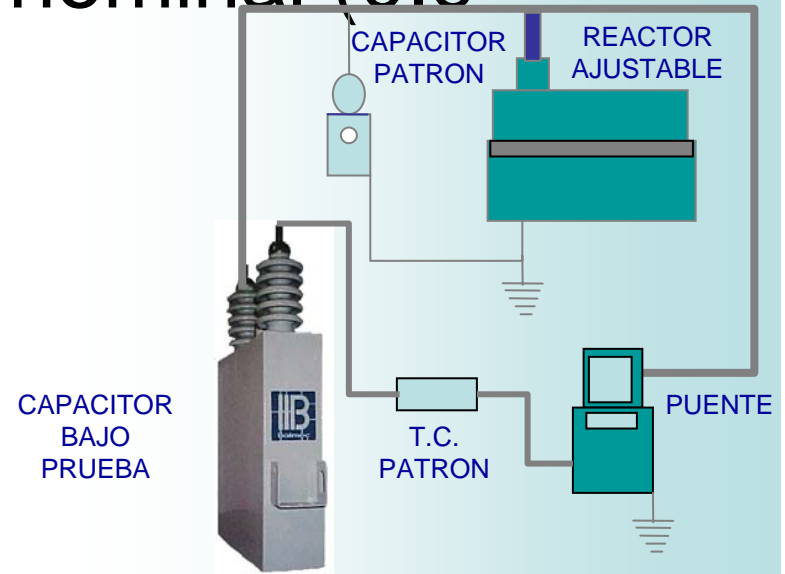 CAPACITOR
PATRON
REACTOR
AJUSTABLE
CAPACITOR
BAJO
PRUEBA
T.C.
PATRON
PUENTE